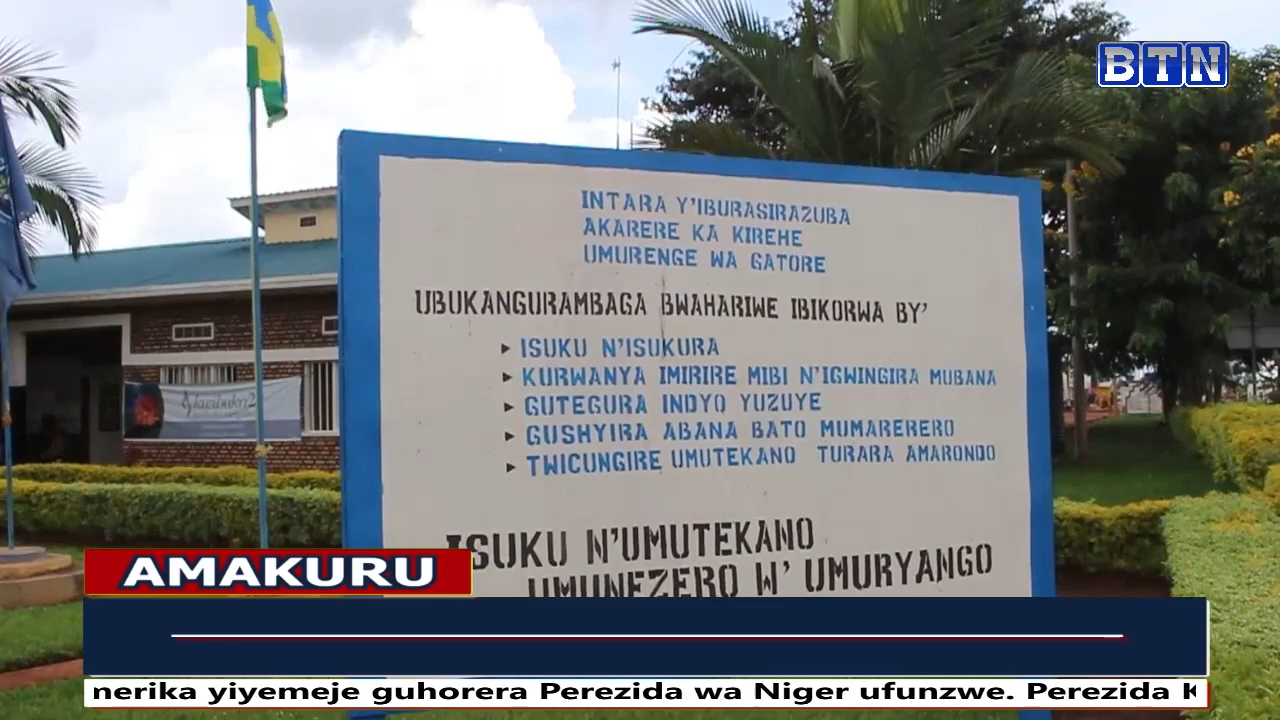 BTN
INTARA Y'IBURASIRAZUBA
AKARERE KA KIREHE
UMURENGE WA GATORE
UBUKANGURAMBAGA BWAHARIWE IBIKORWA BY'
▸ ISUKU N'ISUKURA
▸ KURWANYA IMIRIRE MIBI N'IGWINGIRA MUBANA
▸ GUTEGURA INDYO YUZUYE
▸ GUSHYIRA ABANA BATO MUMARERERO
▸ TWICUNGIRE UMUTEKANO TURARA AMARONDO
ISUKU N'UMUTEKANO
UMUNEZERO W' UMURYANGO
AMAKURU
nerika yiyemeje guhorera Perezida wa Niger ufunzwe. Perezida K